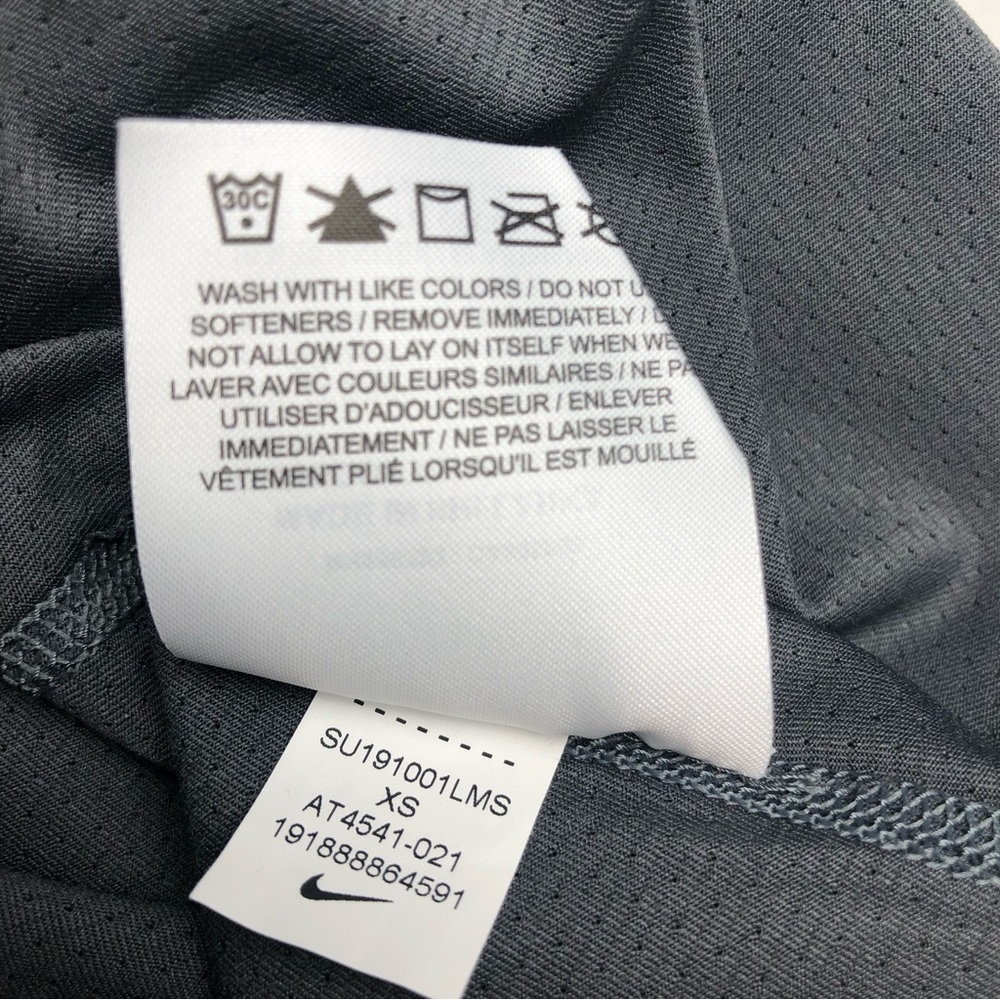 30C
WASH WITH LIKE COLORS / DO NOT
SOFTENERS / REMOVE IMMEDIATELY /
NOT ALLOW TO LAY ON ITSELF WHEN
LAVER AVEC COULEURS SIMILAIRES / NE
UTILISER D'ADOUCISSEUR / ENLEVER
IMMEDIATEMENT / NE PAS LAISSER LE
VÊTEMENT PLIÉ LORSQU'IL EST MOUILLÉ
SU191001LMS
XS
AT4541-021
191888864591